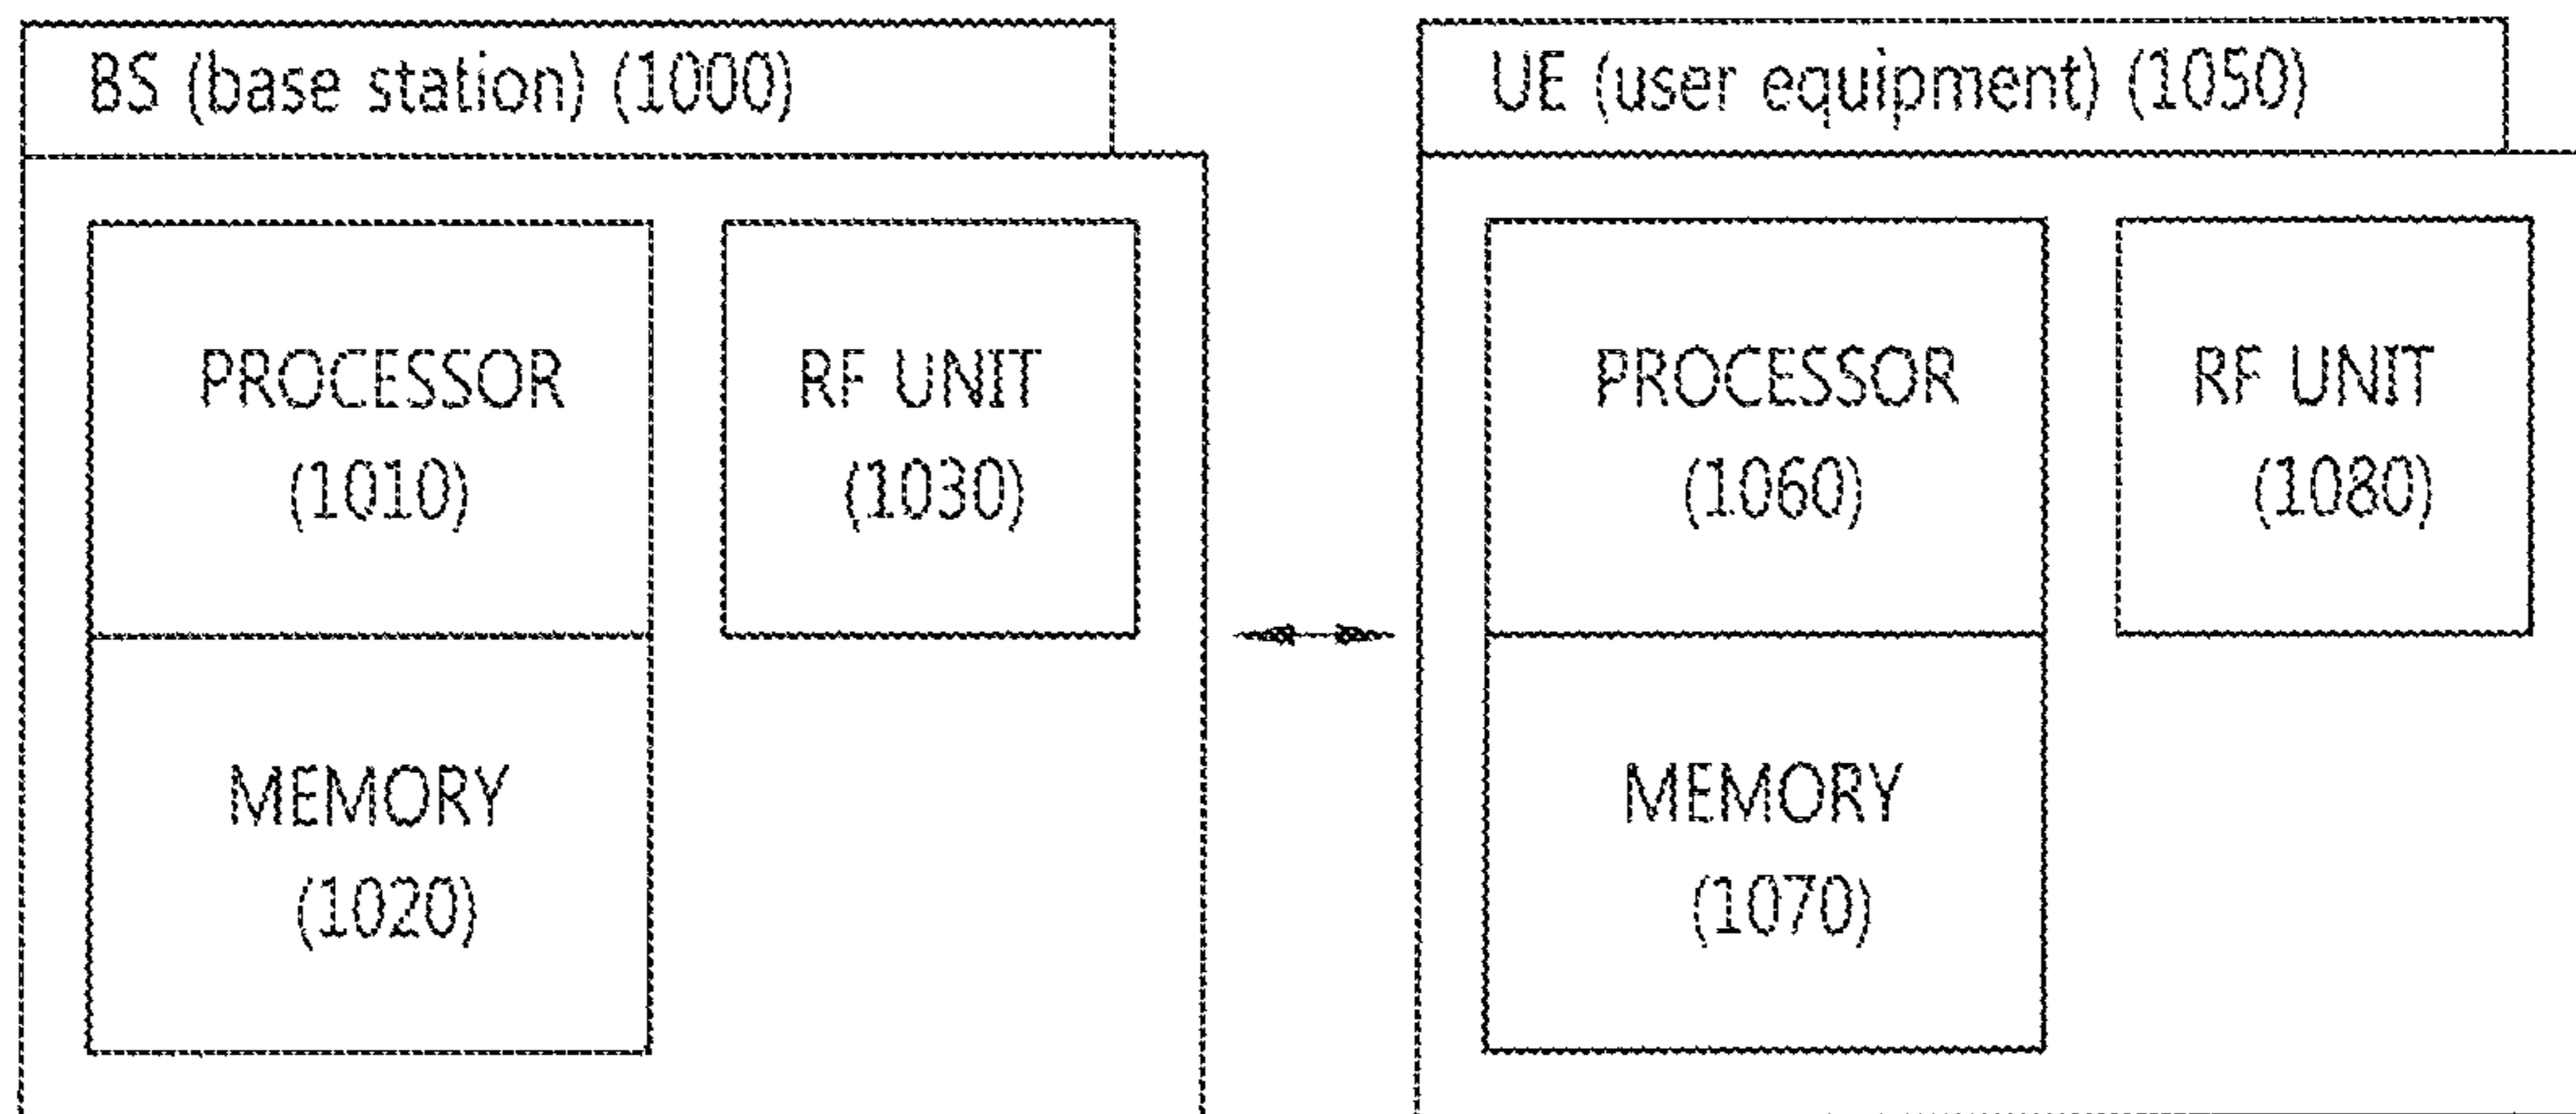 BS (base station) (1000)
PROCESSOR
(1010)
RF UNIT
(1030)
MEMORY
(1020)
UE (user equipment) (1050)
PROCESSOR
(1060)
RF UNIT
(1080)
MEMORY
(1070)